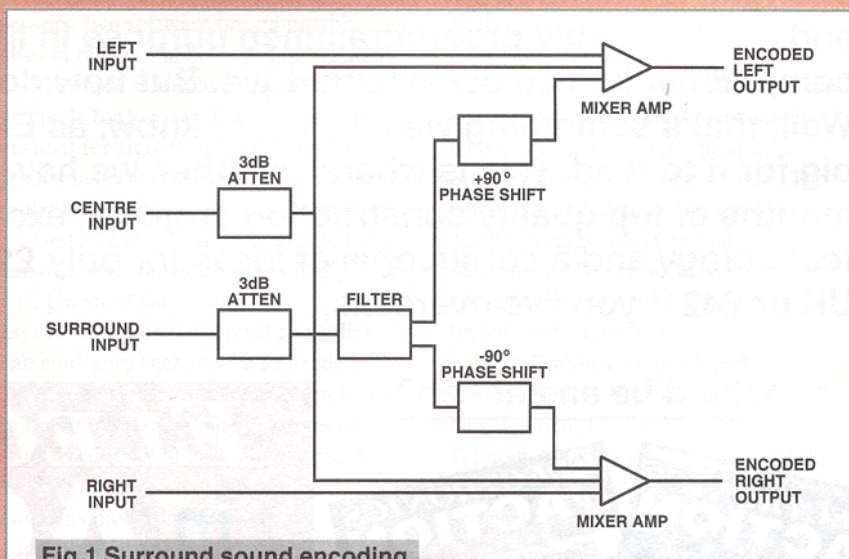 LEFT
INPUT
ENCODED
LEFT
OUTPUT
MIXER AMP
3dB
ATTEN
+90°
PHASE SHIFT
CENTRE
INPUT
3dB
ATTEN
FILTER
SURROUND
INPUT
-90°
PHASE SHIFT
RIGHT
INPUT
ENCODED
RIGHT
OUTPUT
MIXER AMP
Fig.1 Surround sound encoding